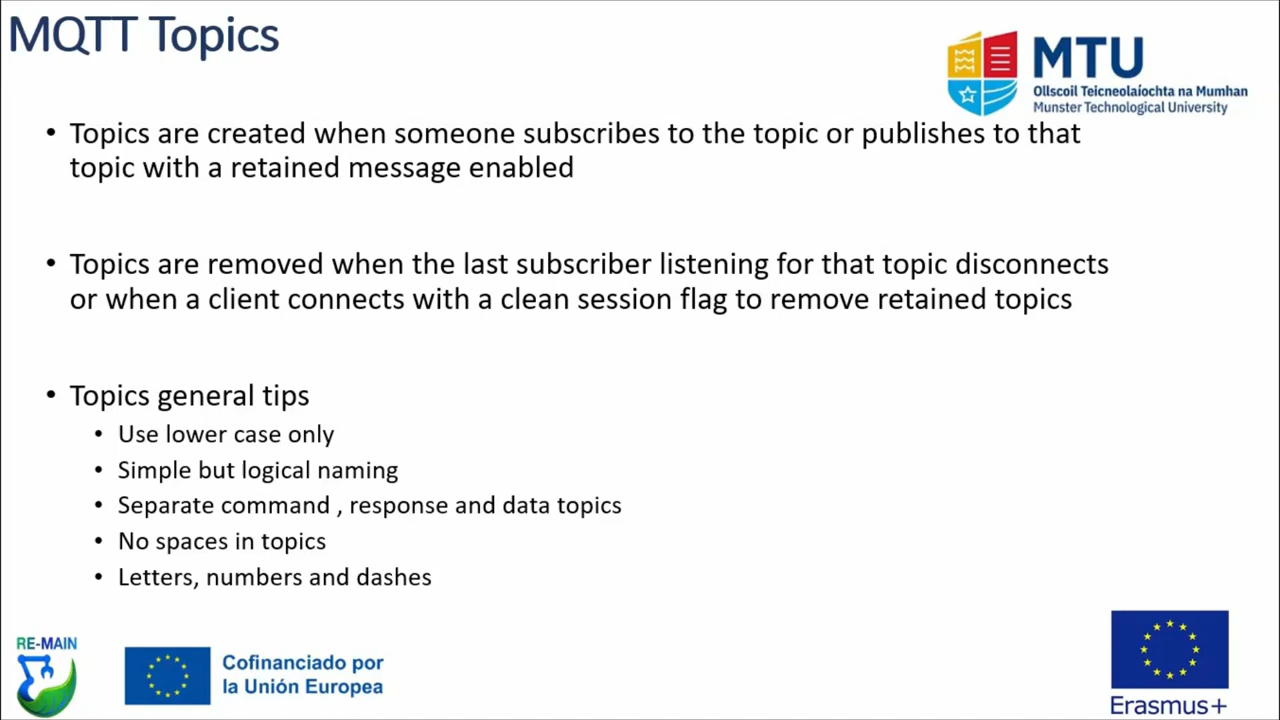 MQTT Topics
MTU
Ollscoil Teicneolaíochta na Mumhan
Munster Technological University
• Topics are created when someone subscribes to the topic or publishes to that
topic with a retained message enabled
• Topics are removed when the last subscriber listening for that topic disconnects
or when a client connects with a clean session flag to remove retained topics
• Topics general tips
• Use lower case only
• Simple but logical naming
• Separate command , response and data topics
• No spaces in topics
• Letters, numbers and dashes
RE-MAIN
Cofinanciado por
la Unión Europea
Erasmus+